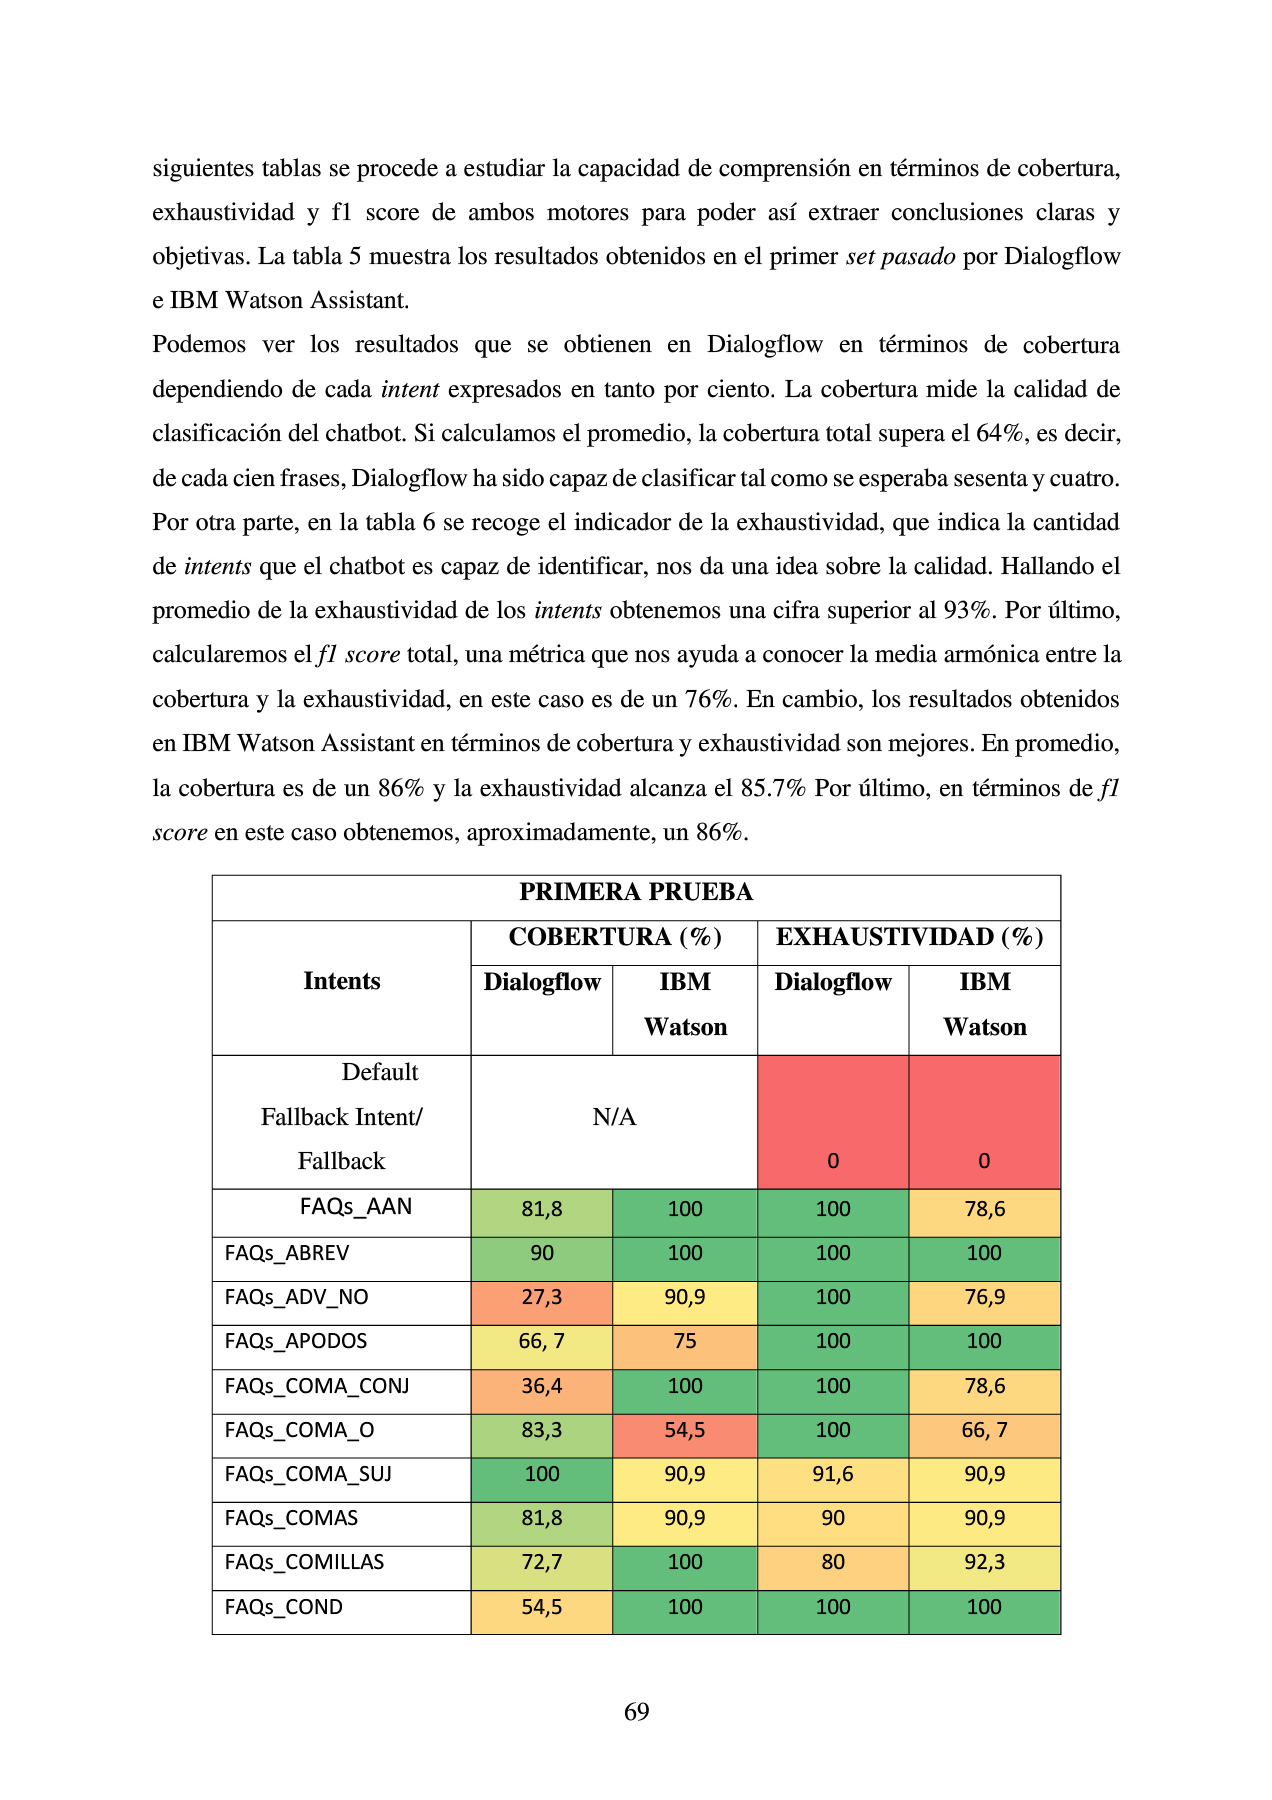 siguientes tablas se procede a estudiar la capacidad de comprensión en términos de cobertura,
exhaustividad y f1 score de ambos motores para poder así extraer conclusiones claras y
objetivas. La tabla 5 muestra los resultados obtenidos en el primer set pasado por Dialogflow
e IBM Watson Assistant.
Podemos ver los resultados que se obtienen en Dialogflow en términos de cobertura
dependiendo de cada intent expresados en tanto por ciento. La cobertura mide la calidad de
clasificación del chatbot. Si calculamos el promedio, la cobertura total supera el 64%, es decir,
de cada cien frases, Dialogflow ha sido capaz de clasificar tal como se esperaba sesenta y cuatro.
Por otra parte, en la tabla 6 se recoge el indicador de la exhaustividad, que indica la cantidad
de intents que el chatbot es capaz de identificar, nos da una idea sobre la calidad. Hallando el
promedio de la exhaustividad de los intents obtenemos una cifra superior al 93%. Por último,
calcularemos el f1 score total, una métrica que nos ayuda a conocer la media armónica entre la
cobertura y la exhaustividad, en este caso es de un 76%. En cambio, los resultados obtenidos
en IBM Watson Assistant en términos de cobertura y exhaustividad son mejores. En promedio,
la cobertura es de un 86% y la exhaustividad alcanza el 85.7% Por último, en términos de f1
score en este caso obtenemos, aproximadamente, un 86%.
PRIMERA PRUEBA
COBERTURA (%) EXHAUSTIVIDAD (%)
Intents
Dialogflow IBM Dialogflow IBM
Watson Watson
Default
Fallback Intent/ N/A
Fallback 0 0
FAQs_AAN 81,8 100 100 78,6
FAQs_ABREV 90 100 100 100
FAQs_ADV_NO 27,3 90,9 100 76,9
FAQs_APODOS 66, 7 75 100 100
FAQs_COMA_CONJ 36,4 100 100 78,6
FAQs_COMA_O 83,3 54,5 100 66, 7
FAQs_COMA_SUJ 100 90,9 91,6 90,9
FAQs_COMAS 81,8 90,9 90 90,9
FAQs_COMILLAS 72,7 100 80 92,3
FAQs_COND 54,5 100 100 100
69